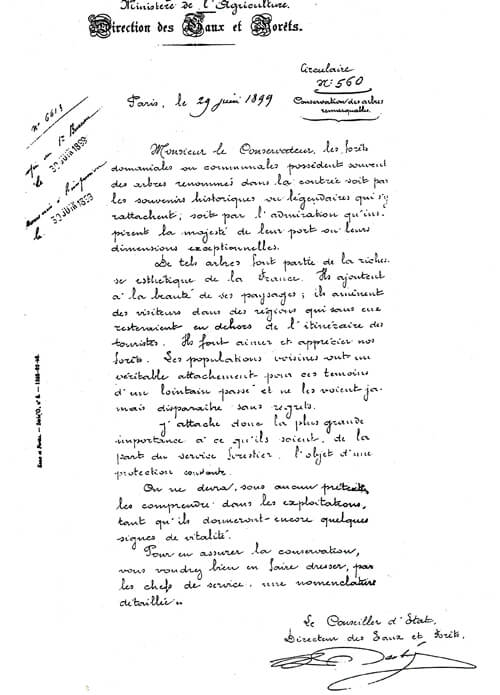 Ministère de l'Agriculture.
Direction des Eaux et Forêts.
Circulaire
N° 560
Conservation des arbres
remarquables.
Paris, le 29 juin 1899
N° 6613
le 30 JUIN 1899
le 30 JUIN 1899
Monsieur le Conservateur, les forêts
domaniales ou communales possèdent souvent
des arbres renommés dans la contrée soit par
les souvenirs historiques ou légendaires qui s'y
rattachent, soit par l'admiration qu'ins-
pirent la majesté de leur port ou leurs
dimensions exceptionnelles.
De tels arbres font partie de la riches-
se esthétique de la France. Ils ajoutent
à la beauté de ses paysages ; ils amènent
des visiteurs dans des régions qui sans eux
resteraient en dehors de l'itinéraire des
touristes. Ils font aimer et apprécier nos
forêts. Les populations voisines ont un
véritable attachement pour ces témoins
d'un lointain passé et ne les voient ja-
mais disparaître sans regrets.
J'attache donc la plus grande
importance à ce qu'ils soient, de la
part du service forestier, l'objet d'une
protection constante.
On ne devra, sous aucun prétexte,
les comprendre dans les exploitations,
tant qu'ils donneront encore quelques
signes de vitalité.
Pour en assurer la conservation,
vous voudrez bien en faire dresser, par
les chefs de service, une nomenclature
détaillée.
Le Conseiller d'Etat,
Directeur des Eaux et Forêts,